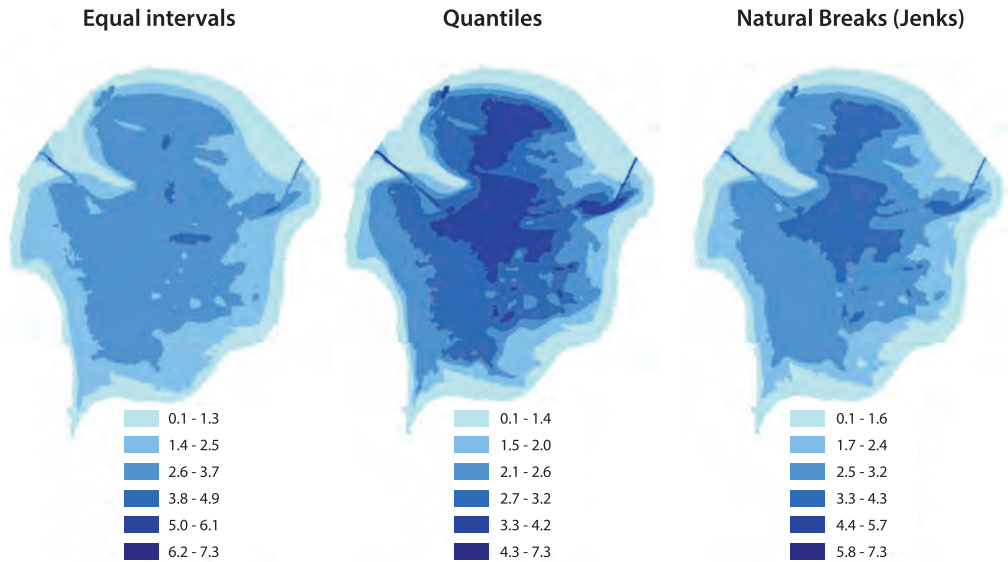 Equal intervals
Quantiles
Natural Breaks (Jenks)
0.1 - 1.3
1.4 - 2.5
2.6 - 3.7
3.8 - 4.9
5.0 - 6.1
6.2 - 7.3
0.1 - 1.4
1.5 - 2.0
2.1 - 2.6
2.7 - 3.2
3.3 - 4.2
4.3 - 7.3
0.1 - 1.6
1.7 - 2.4
2.5 - 3.2
3.3 - 4.3
4.4 - 5.7
5.8 - 7.3